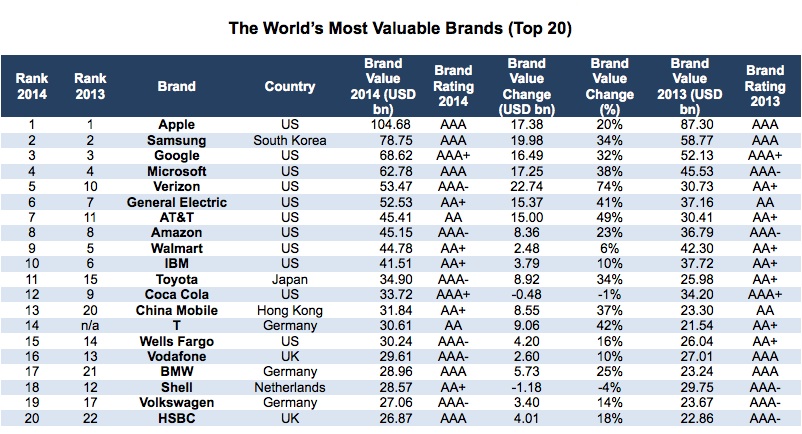 The World's Most Valuable Brands (Top 20)
Rank 2014 Rank 2013 Brand Country Brand Value 2014 (USD bn) Brand Rating 2014 Brand Value Change (USD bn) Brand Value Change (%) Brand Value 2013 (USD bn) Brand Rating 2013
1 1 Apple US 104.68 AAA 17.38 20% 87.30 AAA
2 2 Samsung South Korea 78.75 AAA 19.98 34% 58.77 AAA
3 3 Google US 68.62 AAA+ 16.49 32% 52.13 AAA+
4 4 Microsoft US 62.78 AAA 17.25 38% 45.53 AAA-
5 10 Verizon US 53.47 AAA- 22.74 74% 30.73 AA+
6 7 General Electric US 52.53 AA+ 15.37 41% 37.16 AA
7 11 AT&T US 45.41 AA 15.00 49% 30.41 AA+
8 8 Amazon US 45.15 AAA- 8.36 23% 36.79 AAA-
9 5 Walmart US 44.78 AA+ 2.48 6% 42.30 AA+
10 6 IBM US 41.51 AA+ 3.79 10% 37.72 AA+
11 15 Toyota Japan 34.90 AAA- 8.92 34% 25.98 AA+
12 9 Coca Cola US 33.72 AAA+ -0.48 -1% 34.20 AAA+
13 20 China Mobile Hong Kong 31.84 AA+ 8.55 37% 23.30 AA
14 n/a T Germany 30.61 AA 9.06 42% 21.54 AA+
15 14 Wells Fargo US 30.24 AAA- 4.20 16% 26.04 AA+
16 13 Vodafone UK 29.61 AAA- 2.60 10% 27.01 AAA
17 21 BMW Germany 28.96 AAA 5.73 25% 23.24 AAA
18 12 Shell Netherlands 28.57 AA+ -1.18 -4% 29.75 AAA-
19 17 Volkswagen Germany 27.06 AAA- 3.40 14% 23.67 AAA-
20 22 HSBC UK 26.87 AAA 4.01 18% 22.86 AAA-